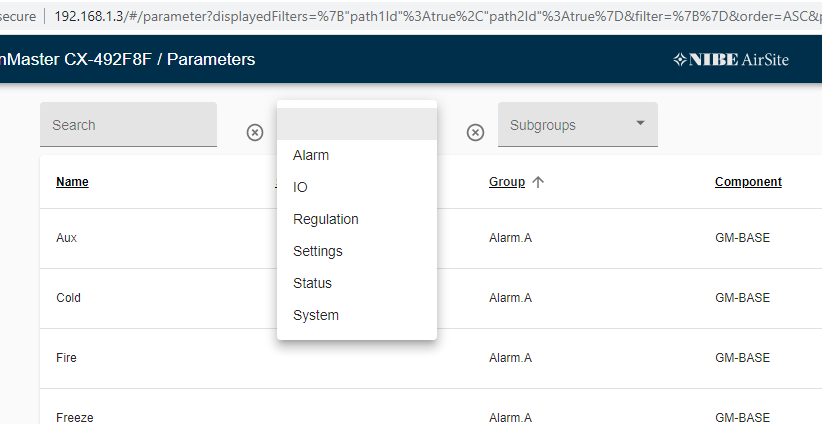 secure 192.168.1.3/#/parameter?displayedFilters=%7B"path1Id"%3Atrue%2C"path2Id"%3Atrue%7D&filter=%7B%7D&order=ASC&
nMaster CX-492F8F / Parameters NIBE AirSite
Search Subgroups
Alarm
Name Group Component
IO
Regulation
Aux Alarm.A GM-BASE
Settings
Status
Cold Alarm.A GM-BASE
System
Fire Alarm.A GM-BASE
Freeze Alarm.A GM-BASE